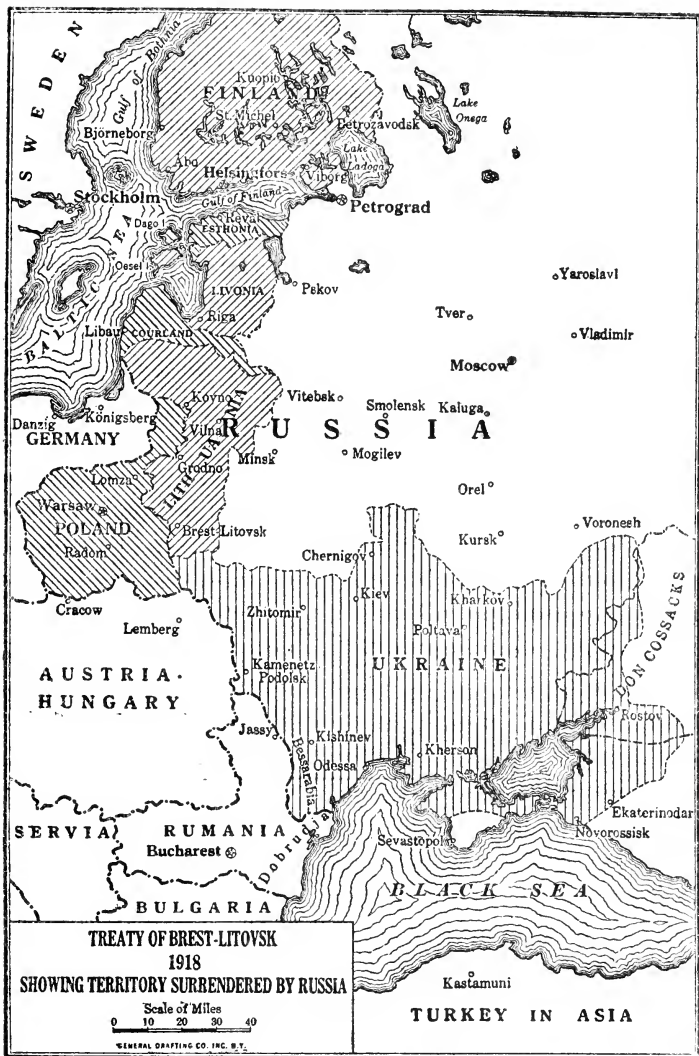 SWEDEN
Gulf of Bothnia
Kuopio
FINLAND
St. Michel
Lake Onega
Petrozavodsk
Björneborg
Åbo
Helsingfors
Viborg
Lake Ladoga
Stockholm
Gulf of Finland
Petrograd
Reval
Dago I.
ESTHONIA
BALTIC SEA
Oesel I.
Pskov
Yaroslavl
LIVONIA
Riga
Tver
Vladimir
Libau
COURLAND
Moscow
Kovno
Vitebsk
Smolensk
Kaluga
Danzig
Königsberg
GERMANY
Vilna
RUSSIA
LITHUANIA
Grodno
Minsk
Mogilev
Lomza
Orel
Warsaw
POLAND
Brest-Litovsk
Voronesh
Radom
Chernigov
Kursk
Cracow
Zhitomir
Kiev
Kharkov
Lemberg
Poltava
DON COSSACKS
AUSTRIA-
HUNGARY
Kamenetz
Podolsk
UKRAINE
Rostov
Jassy
Kishinev
Kherson
Bessarabia
Odessa
Ekaterinodar
SERVIA
RUMANIA
Dobrudja
Novorossisk
Bucharest
Sevastopol
BLACK SEA
BULGARIA
TREATY OF BREST-LITOVSK
1918
SHOWING TERRITORY SURRENDERED BY RUSSIA
Scale of Miles
0 10 20 30 40
GENERAL DRAFTING CO. INC. N.Y.
Kastamuni
TURKEY IN ASIA